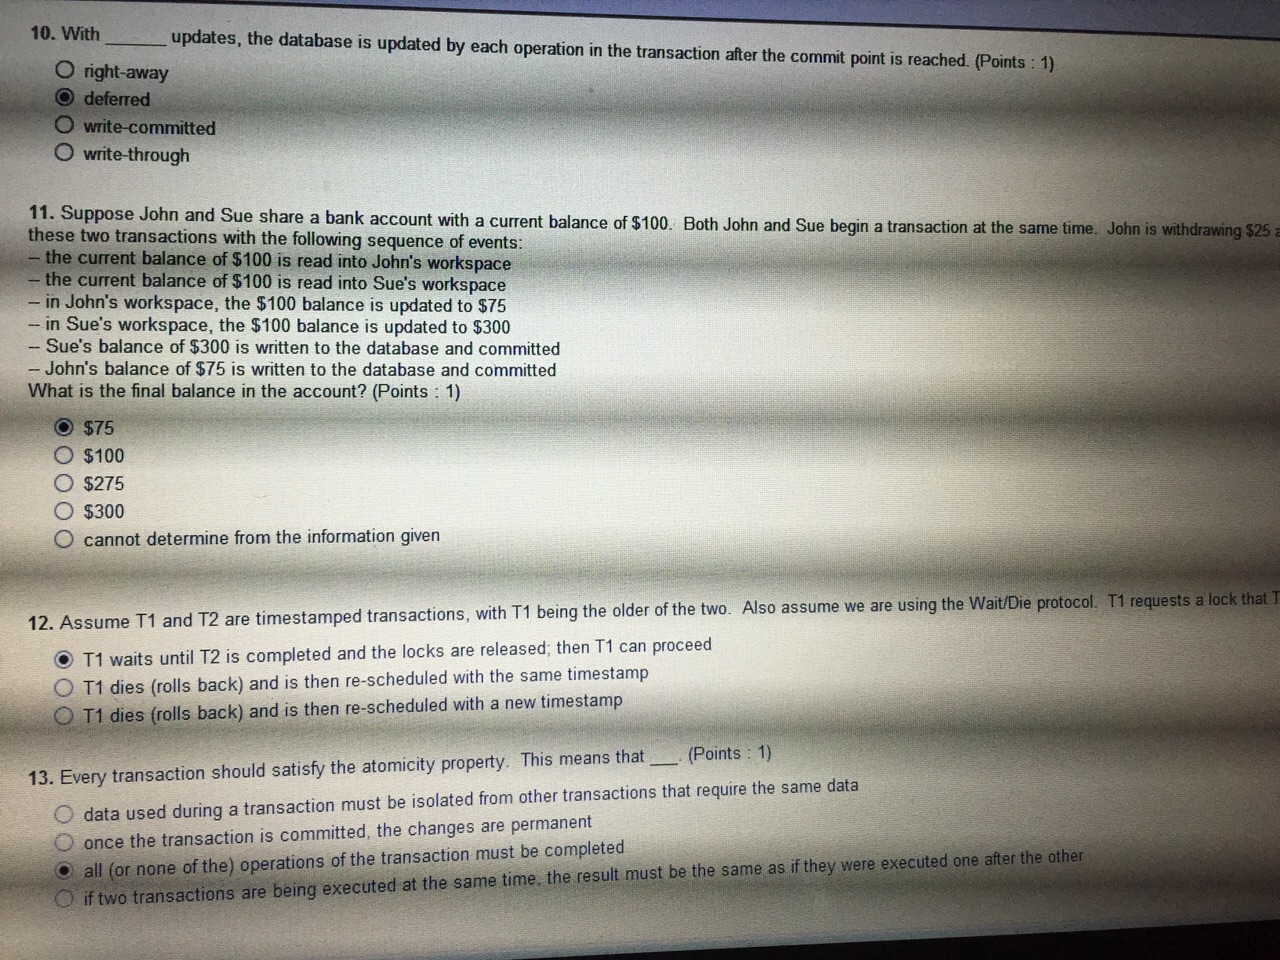 10. With ______ updates, the database is updated by each operation in the transaction after the commit point is reached. (Points : 1)
right-away
deferred
write-committed
write-through
11. Suppose John and Sue share a bank account with a current balance of $100. Both John and Sue begin a transaction at the same time. John is withdrawing $25
these two transactions with the following sequence of events:
– the current balance of $100 is read into John's workspace
– the current balance of $100 is read into Sue's workspace
– in John's workspace, the $100 balance is updated to $75
– in Sue's workspace, the $100 balance is updated to $300
– Sue's balance of $300 is written to the database and committed
– John's balance of $75 is written to the database and committed
What is the final balance in the account? (Points : 1)
$75
$100
$275
$300
cannot determine from the information given
12. Assume T1 and T2 are timestamped transactions, with T1 being the older of the two. Also assume we are using the Wait/Die protocol. T1 requests a lock that
T1 waits until T2 is completed and the locks are released; then T1 can proceed
T1 dies (rolls back) and is then re-scheduled with the same timestamp
T1 dies (rolls back) and is then re-scheduled with a new timestamp
13. Every transaction should satisfy the atomicity property. This means that ___. (Points : 1)
data used during a transaction must be isolated from other transactions that require the same data
once the transaction is committed, the changes are permanent
all (or none of the) operations of the transaction must be completed
if two transactions are being executed at the same time, the result must be the same as if they were executed one after the other